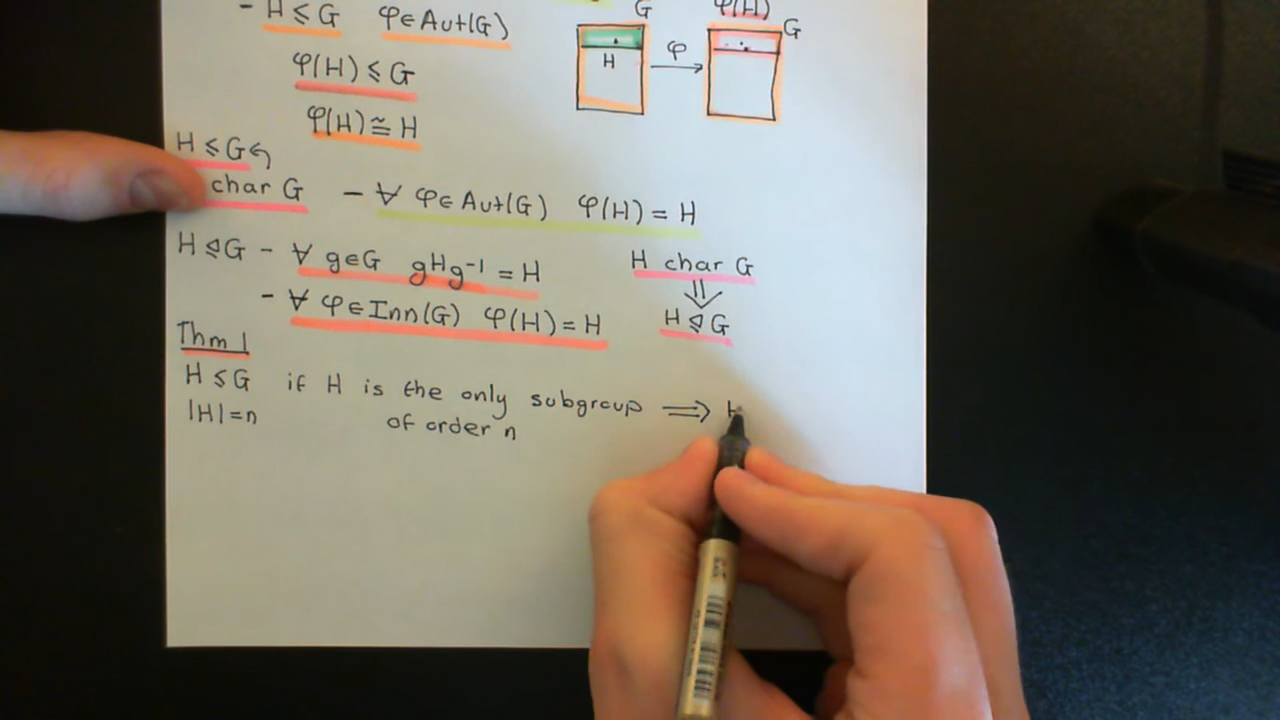 - H ≤ G φ∈Aut(G)
G
φ(H)
G
H
φ
φ(H) ≤ G
φ(H) ≅ H
H ≤ G
char G - ∀ φ∈Aut(G) φ(H) = H
H ⊴ G - ∀ g∈G gHg⁻¹ = H
H char G
- ∀ φ∈Inn(G) φ(H) = H
⇓
H ⊴ G
Thm 1
H ≤ G if H is the only subgroup ⟹ H
|H| = n of order n